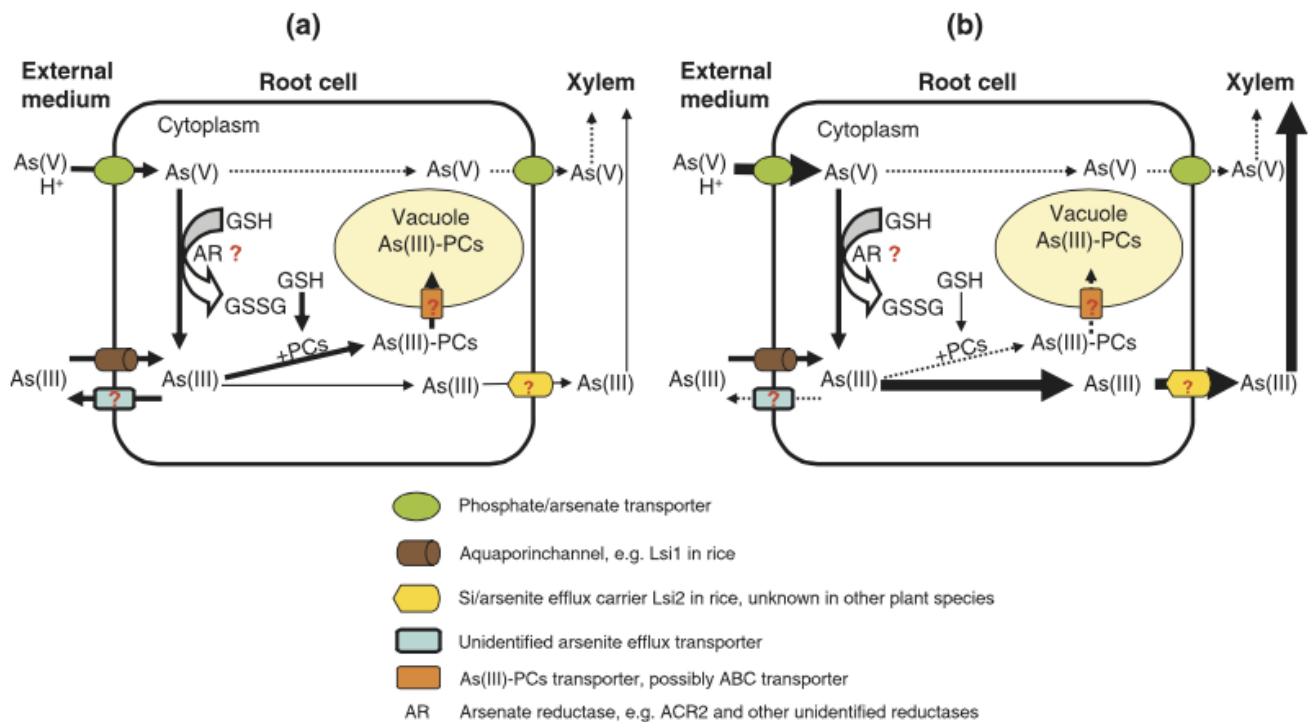 (a)
External
medium
Root cell
Xylem
Cytoplasm
As(V)
H+
As(V)
As(V)
As(V)
GSH
AR ?
GSSG
Vacuole
As(III)-PCs
GSH
?
+PCs
As(III)-PCs
As(III)
?
As(III)
As(III)
?
As(III)
(b)
External
medium
Root cell
Xylem
Cytoplasm
As(V)
H+
As(V)
As(V)
As(V)
GSH
AR ?
GSSG
Vacuole
As(III)-PCs
GSH
?
+PCs
As(III)-PCs
As(III)
?
As(III)
As(III)
?
As(III)
Phosphate/arsenate transporter
Aquaporinchannel, e.g. Lsi1 in rice
Si/arsenite efflux carrier Lsi2 in rice, unknown in other plant species
Unidentified arsenite efflux transporter
As(III)-PCs transporter, possibly ABC transporter
AR Arsenate reductase, e.g. ACR2 and other unidentified reductases